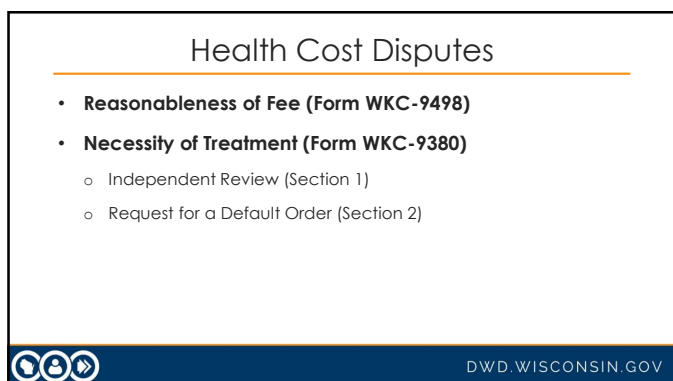 Health Cost Disputes
• Reasonableness of Fee (Form WKC-9498)
• Necessity of Treatment (Form WKC-9380)
o Independent Review (Section 1)
o Request for a Default Order (Section 2)
DWD.WISCONSIN.GOV